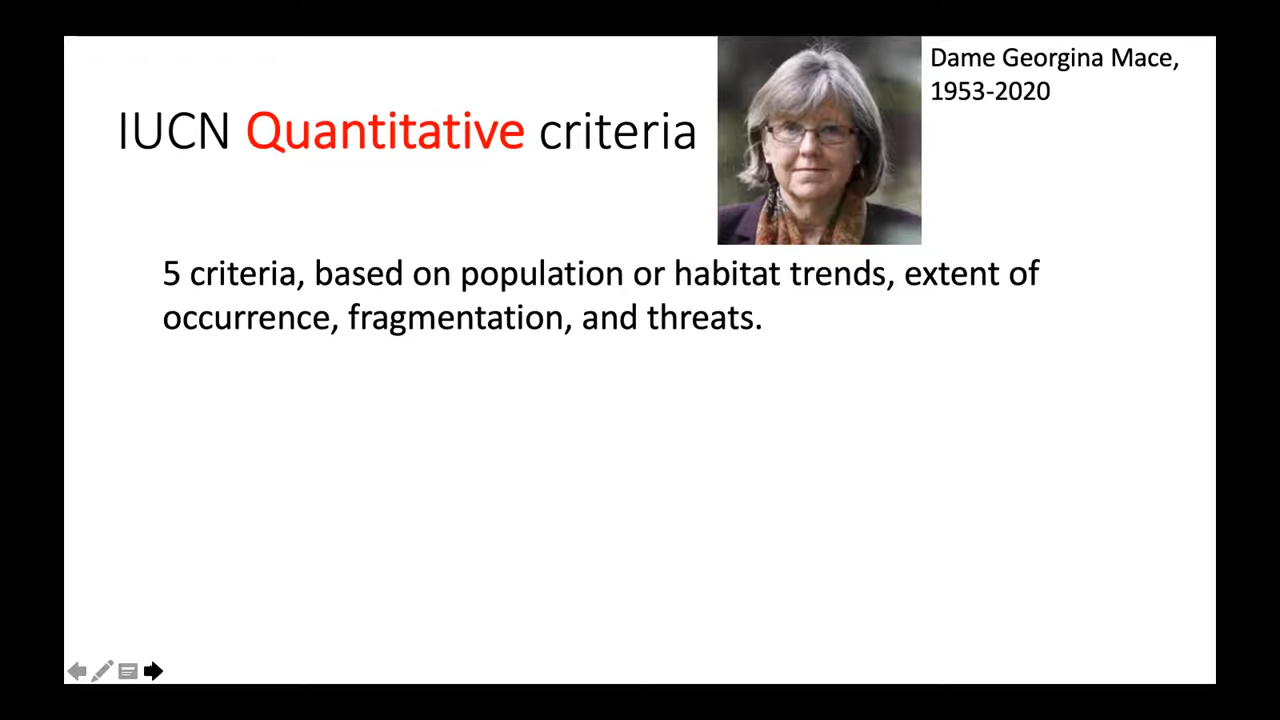 IUCN Quantitative criteria
Dame Georgina Mace,
1953-2020
5 criteria, based on population or habitat trends, extent of
occurrence, fragmentation, and threats.